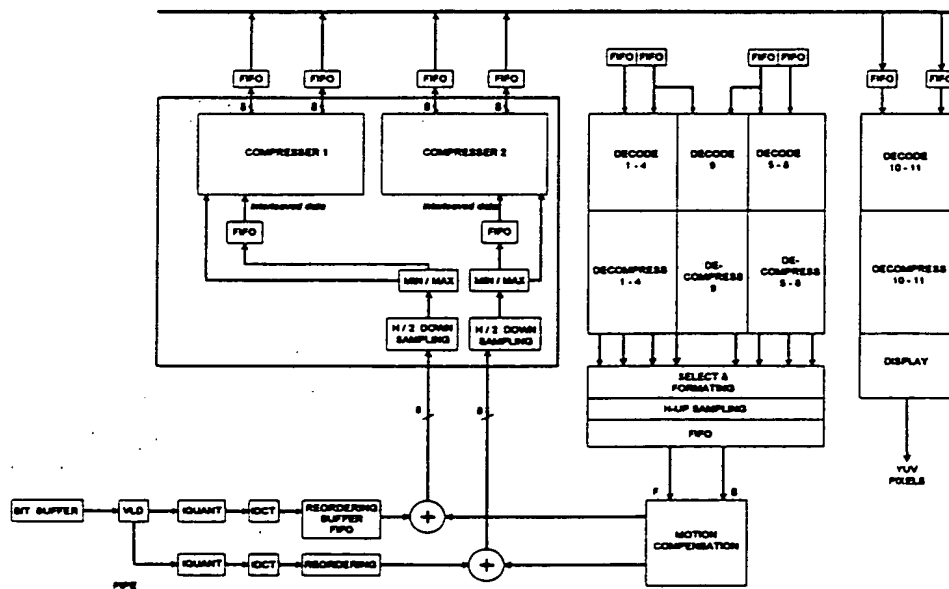 FIFO FIFO FIFO FIFO
FIFO FIFO FIFO FIFO
FIFO FIFO
8 8 8 8
COMPRESSER 1
COMPRESSER 2
Interleaved data
Interleaved data
FIFO
FIFO
MIN / MAX
MIN / MAX
H / 2 DOWN
SAMPLING
H / 2 DOWN
SAMPLING
DECODE
1 - 4
DECODE
9
DECODE
5 - 8
DECODE
10 - 11
DECOMPRESS
1 - 4
DE-
COMPRESS
9
DE-
COMPRESS
5 - 8
DECOMPRESS
10 - 11
DISPLAY
SELECT &
FORMATING
H-UP SAMPLING
FIFO
8
8
YUV
PIXELS
F
B
BIT BUFFER
VLD
IQUANT
IDCT
REORDERING
BUFFER
FIFO
+
MOTION
COMPENSATION
IQUANT
IDCT
REORDERING
+
PIPE